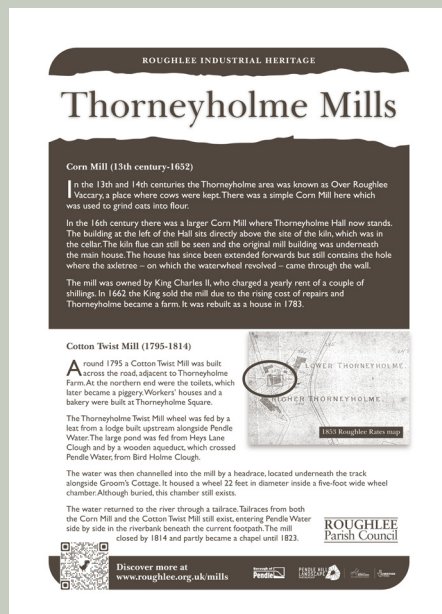 ROUGHLEE INDUSTRIAL HERITAGE
Thorneyholme Mills
Corn Mill (13th century-1652)
In the 13th and 14th centuries the Thorneyholme area was known as Over Roughlee
Vaccary, a place where cows were kept. There was a simple Corn Mill here which
was used to grind oats into flour.
In the 16th century there was a larger Corn Mill where Thorneyholme Hall now stands.
The building at the left of the Hall sits directly above the site of the kiln, which was in
the cellar. The kiln flue can still be seen and the original mill building was underneath
the main house. The house has since been extended forwards but still contains the hole
where the axletree – on which the waterwheel revolved – came through the wall.
The mill was owned by King Charles II, who charged a yearly rent of a couple of
shillings. In 1662 the King sold the mill due to the rising cost of repairs and
Thorneyholme became a farm. It was rebuilt as a house in 1783.
Cotton Twist Mill (1795-1814)
Around 1795 a Cotton Twist Mill was built
across the road, adjacent to Thorneyholme
Farm. At the northern end were the toilets, which
later became a piggery. Workers' houses and a
bakery were built at Thorneyholme Square.
The Thorneyholme Twist Mill wheel was fed by a
leat from a lodge built upstream alongside Pendle
Water. The large pond was fed from Heys Lane
Clough and by a wooden aqueduct, which crossed
Pendle Water, from Bird Holme Clough.
LOWER THORNEYHOLME.
HIGHER THORNEYHOLME.
1853 Roughlee Rates map
The water was then channelled into the mill by a headrace, located underneath the track
alongside Groom's Cottage. It housed a wheel 22 feet in diameter inside a five-foot wide wheel
chamber. Although buried, this chamber still exists.
The water returned to the river through a tailrace. Tailraces from both
the Corn Mill and the Cotton Twist Mill still exist, entering Pendle Water
side by side in the riverbank beneath the current footpath. The mill
closed by 1814 and partly became a chapel until 1823.
ROUGHLEE
Parish Council
Discover more at
www.roughlee.org.uk/mills
Borough of
Pendle
PENDLE HILL
LANDSCAPE